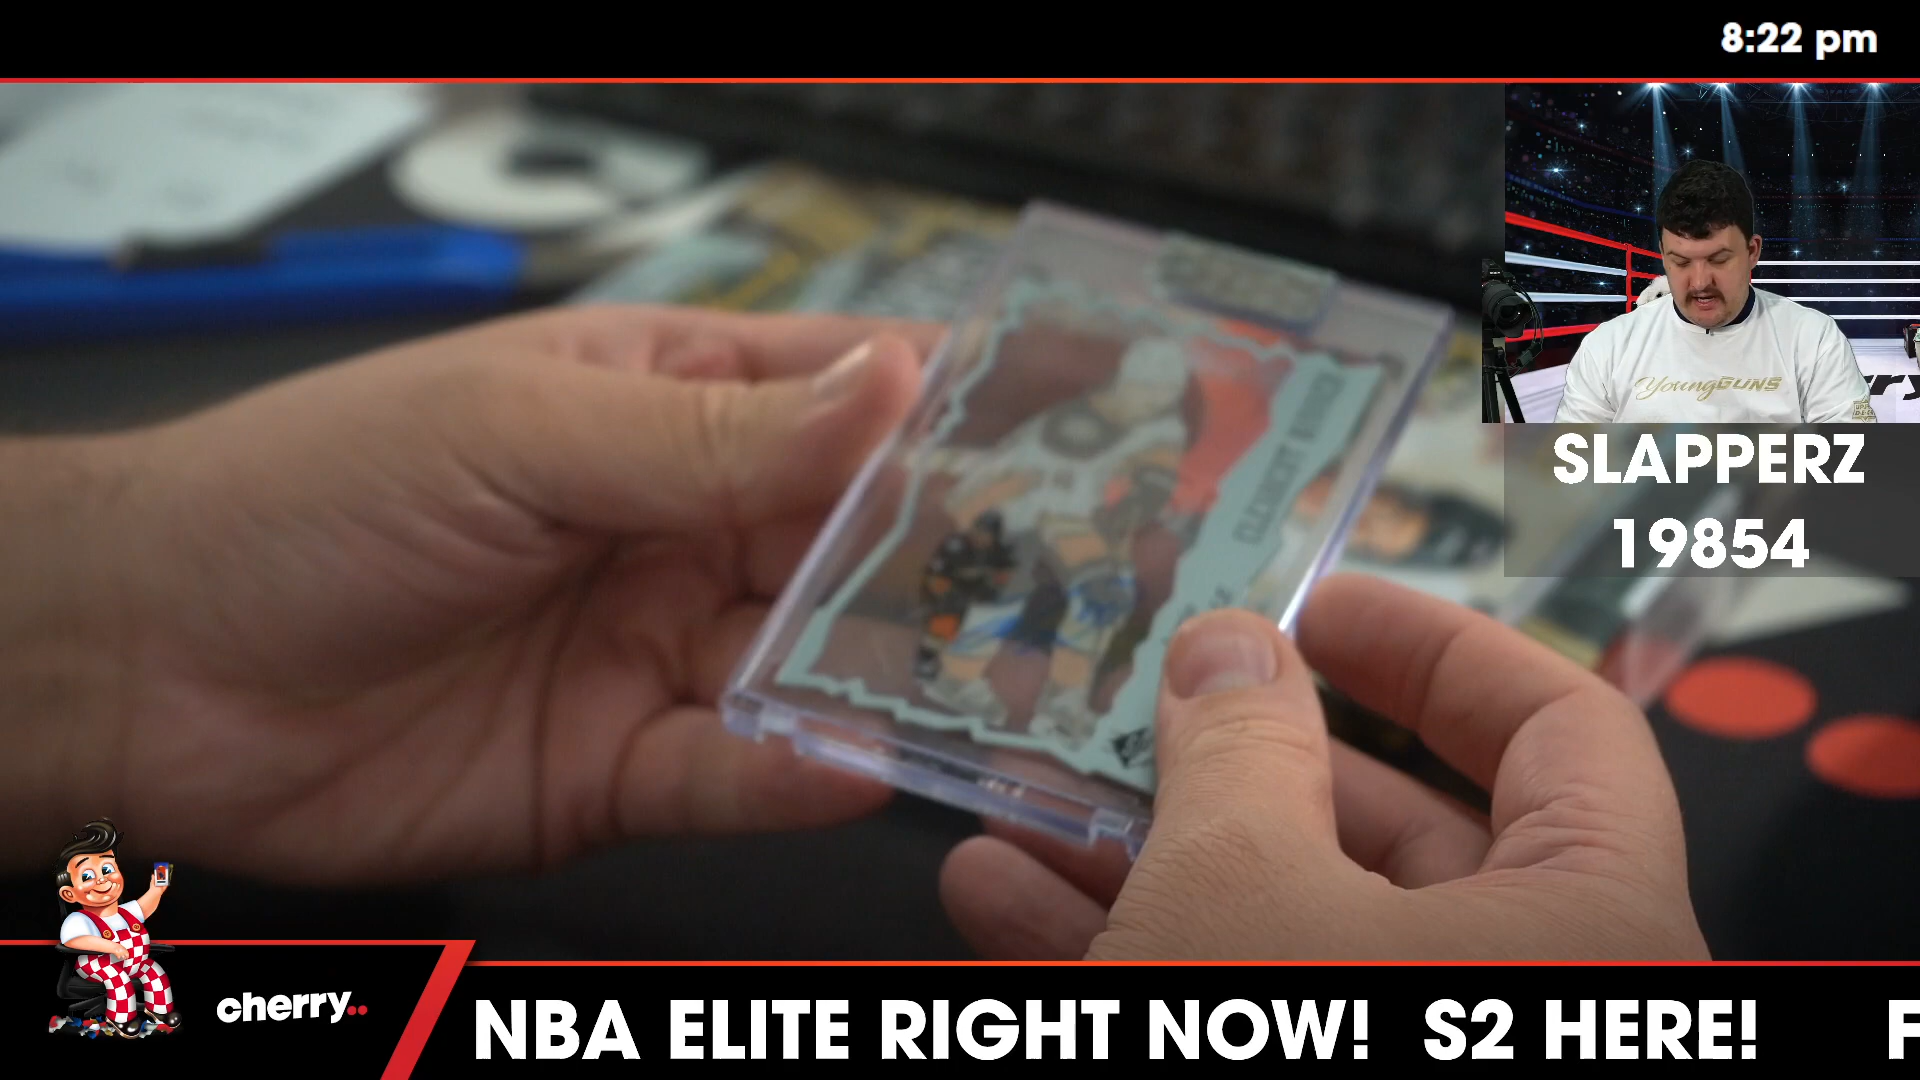 8:22 pm
YoungGUNS
SLAPPERZ
19854
cherry..
NBA ELITE RIGHT NOW! S2 HERE! F